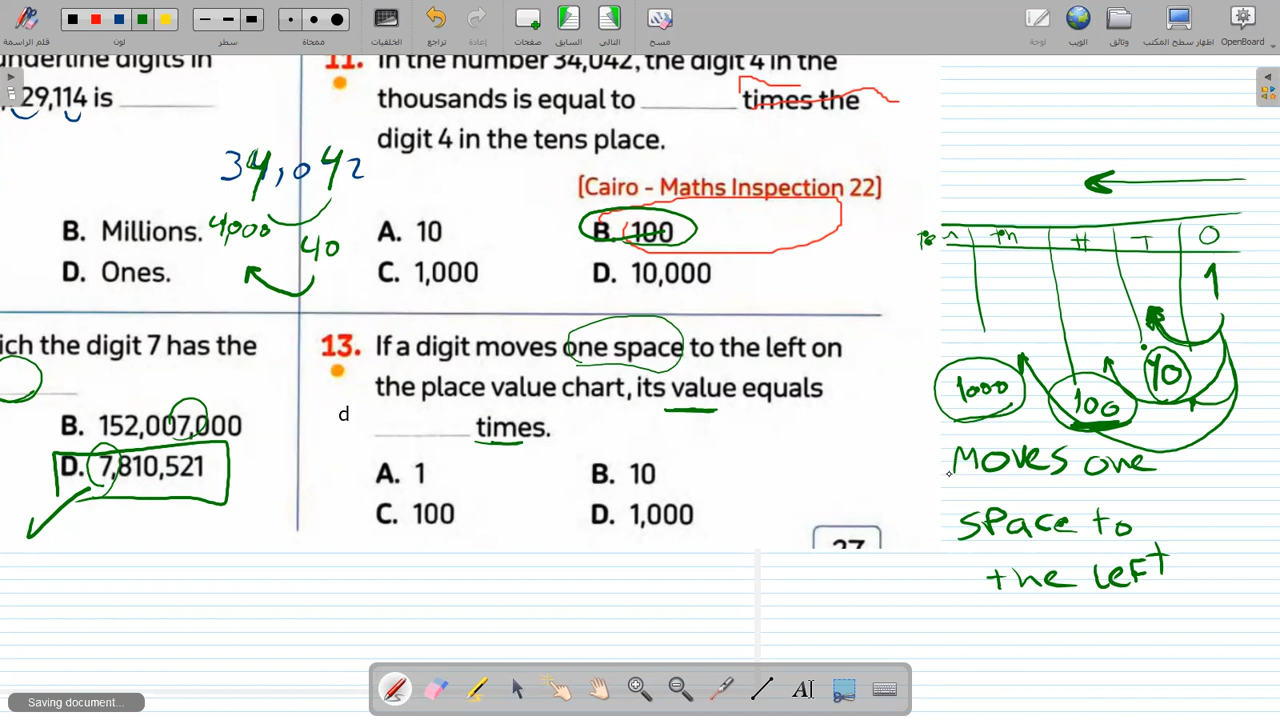 قلم الراسمة
لون
سطر
ممحاة
الخلفيات
تراجع
إعادة
صفحات
السابق
التالي
مسح
لوحة
الويب
وثائق
اظهار سطح المكتب
OpenBoard
underline digits in
29,114 is
B. Millions.
D. Ones.
ich the digit 7 has the
B. 152,007,000
D. 7,810,521
34,042
4,000
40
11. In the number 34,042, the digit 4 in the
thousands is equal to ________ times the
digit 4 in the tens place.
[Cairo - Maths Inspection 22]
A. 10
B. 100
C. 1,000
D. 10,000
13. If a digit moves one space to the left on
the place value chart, its value equals
d
________ times.
A. 1
B. 10
C. 100
D. 1,000
27
Th H T O
1
1000 100 10
Moves one
space to
the left
Saving document...